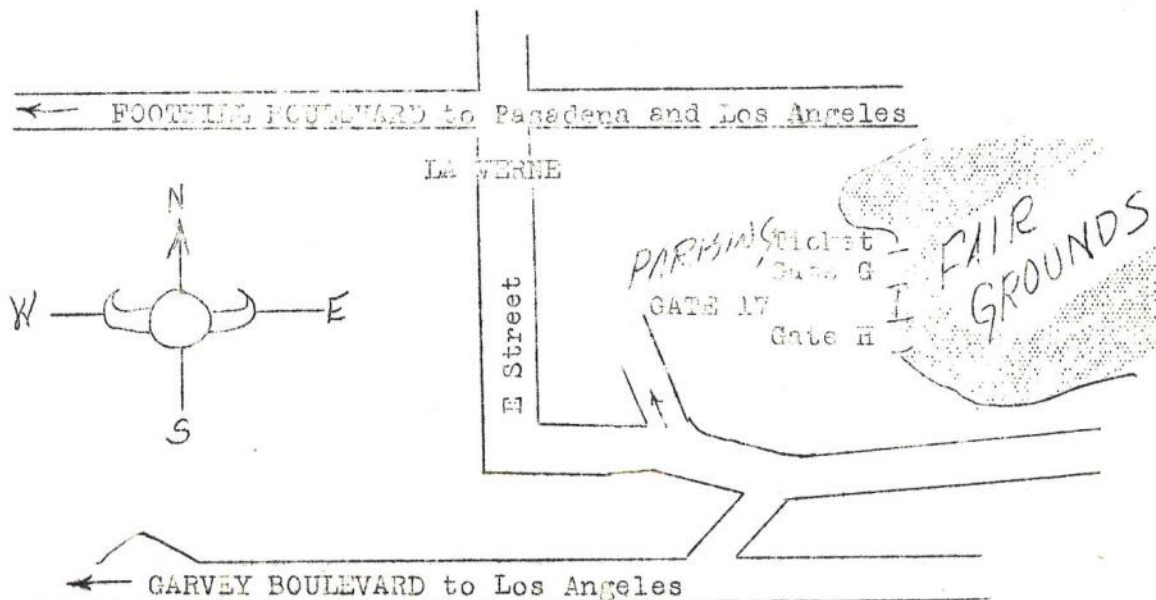 FOOTHILL BOULEVARD to Pasadena and Los Angeles
LA VERNE
N
W
E
S
E Street
PARKING
Ticket
Gate G
GATE 17
I
Gate H
FAIR
GROUNDS
GARVEY BOULEVARD to Los Angeles